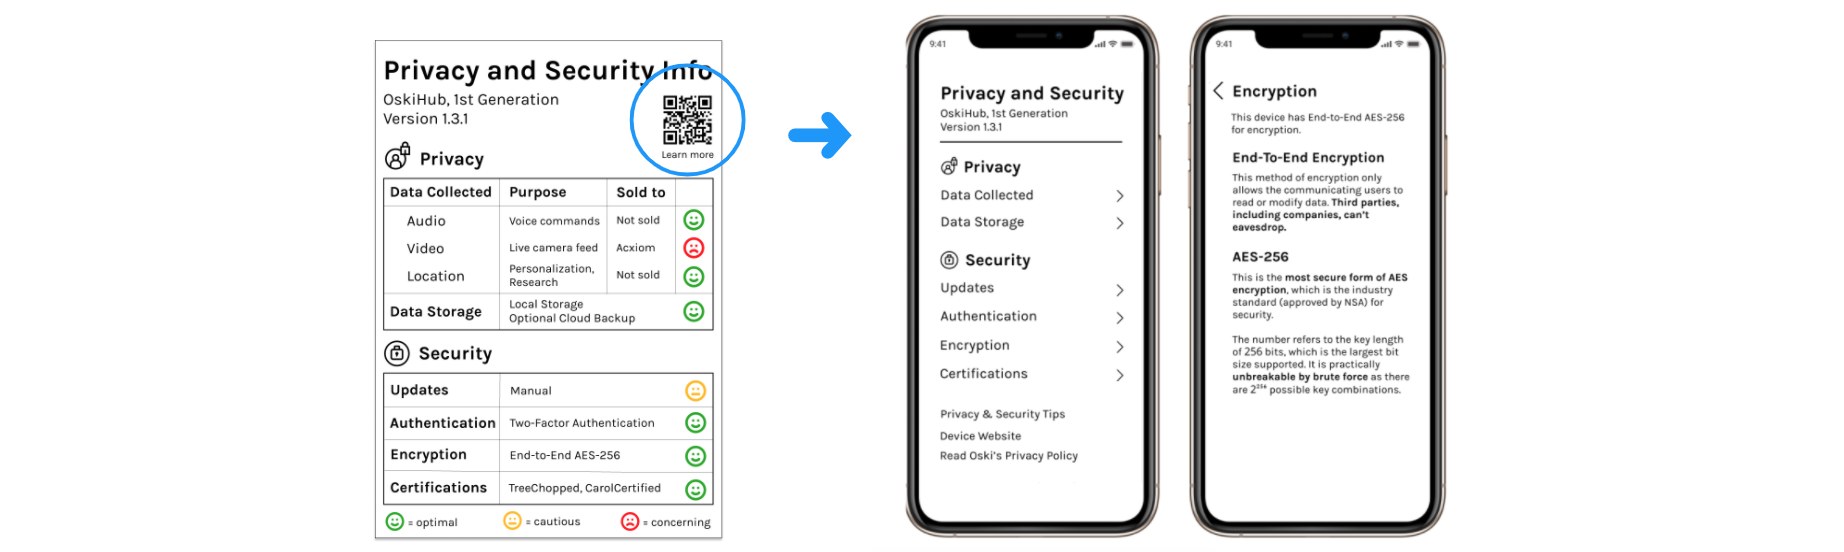 Privacy and Security Info
OskiHub, 1st Generation
Version 1.3.1
Learn more
Privacy
Data Collected Purpose Sold to
Audio Voice commands Not sold
Video Live camera feed Acxiom
Location Personalization, Research Not sold
Data Storage Local Storage
Optional Cloud Backup
Security
Updates Manual
Authentication Two-Factor Authentication
Encryption End-to-End AES-256
Certifications TreeChopped, CarolCertified
= optimal = cautious = concerning
9:41
Privacy and Security
OskiHub, 1st Generation
Version 1.3.1
Privacy
Data Collected
Data Storage
Security
Updates
Authentication
Encryption
Certifications
Privacy & Security Tips
Device Website
Read Oski's Privacy Policy
9:41
Encryption
This device has End-to-End AES-256
for encryption.
End-To-End Encryption
This method of encryption only
allows the communicating users to
read or modify data. Third parties,
including companies, can't
eavesdrop.
AES-256
This is the most secure form of AES
encryption, which is the industry
standard (approved by NSA) for
security.
The number refers to the key length
of 256 bits, which is the largest bit
size supported. It is practically
unbreakable by brute force as there
are 2²⁵⁶ possible key combinations.